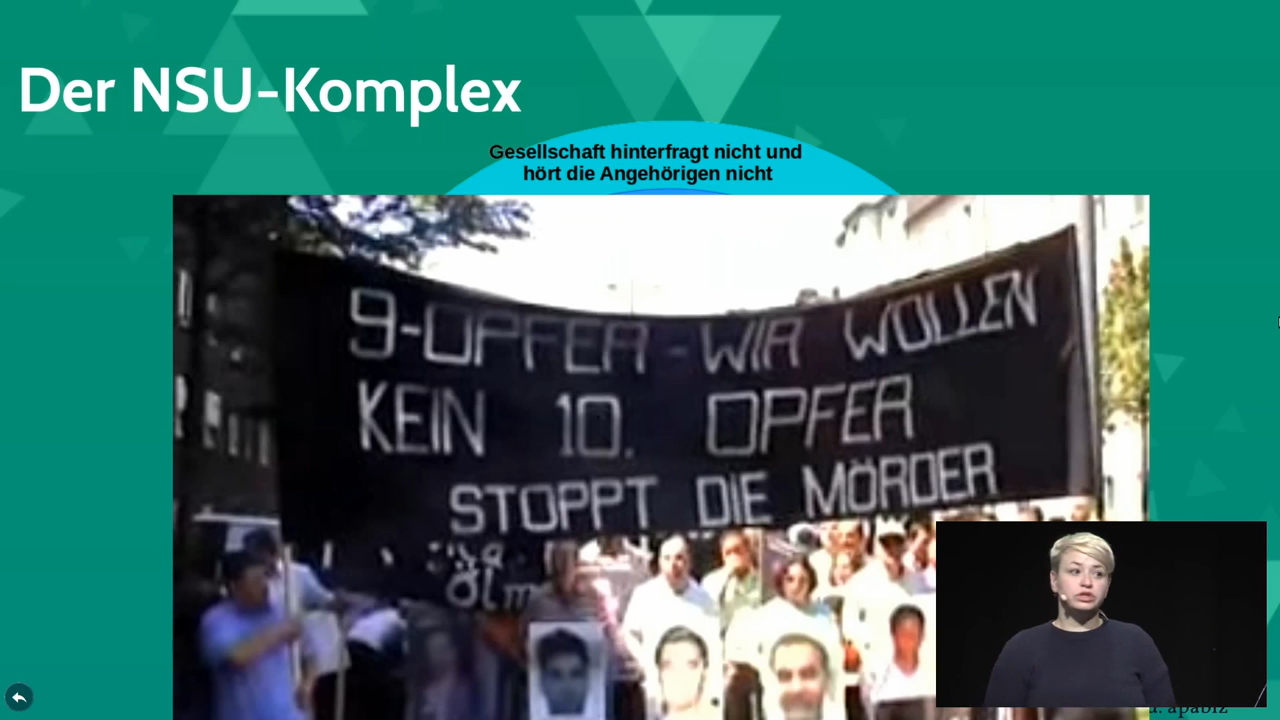 Der NSU-Komplex
Gesellschaft hinterfragt nicht und
hört die Angehörigen nicht
9-OPFER-WIR WOLLEN
KEIN 10. OPFER
STOPPT DIE MÖRDER
apabiz